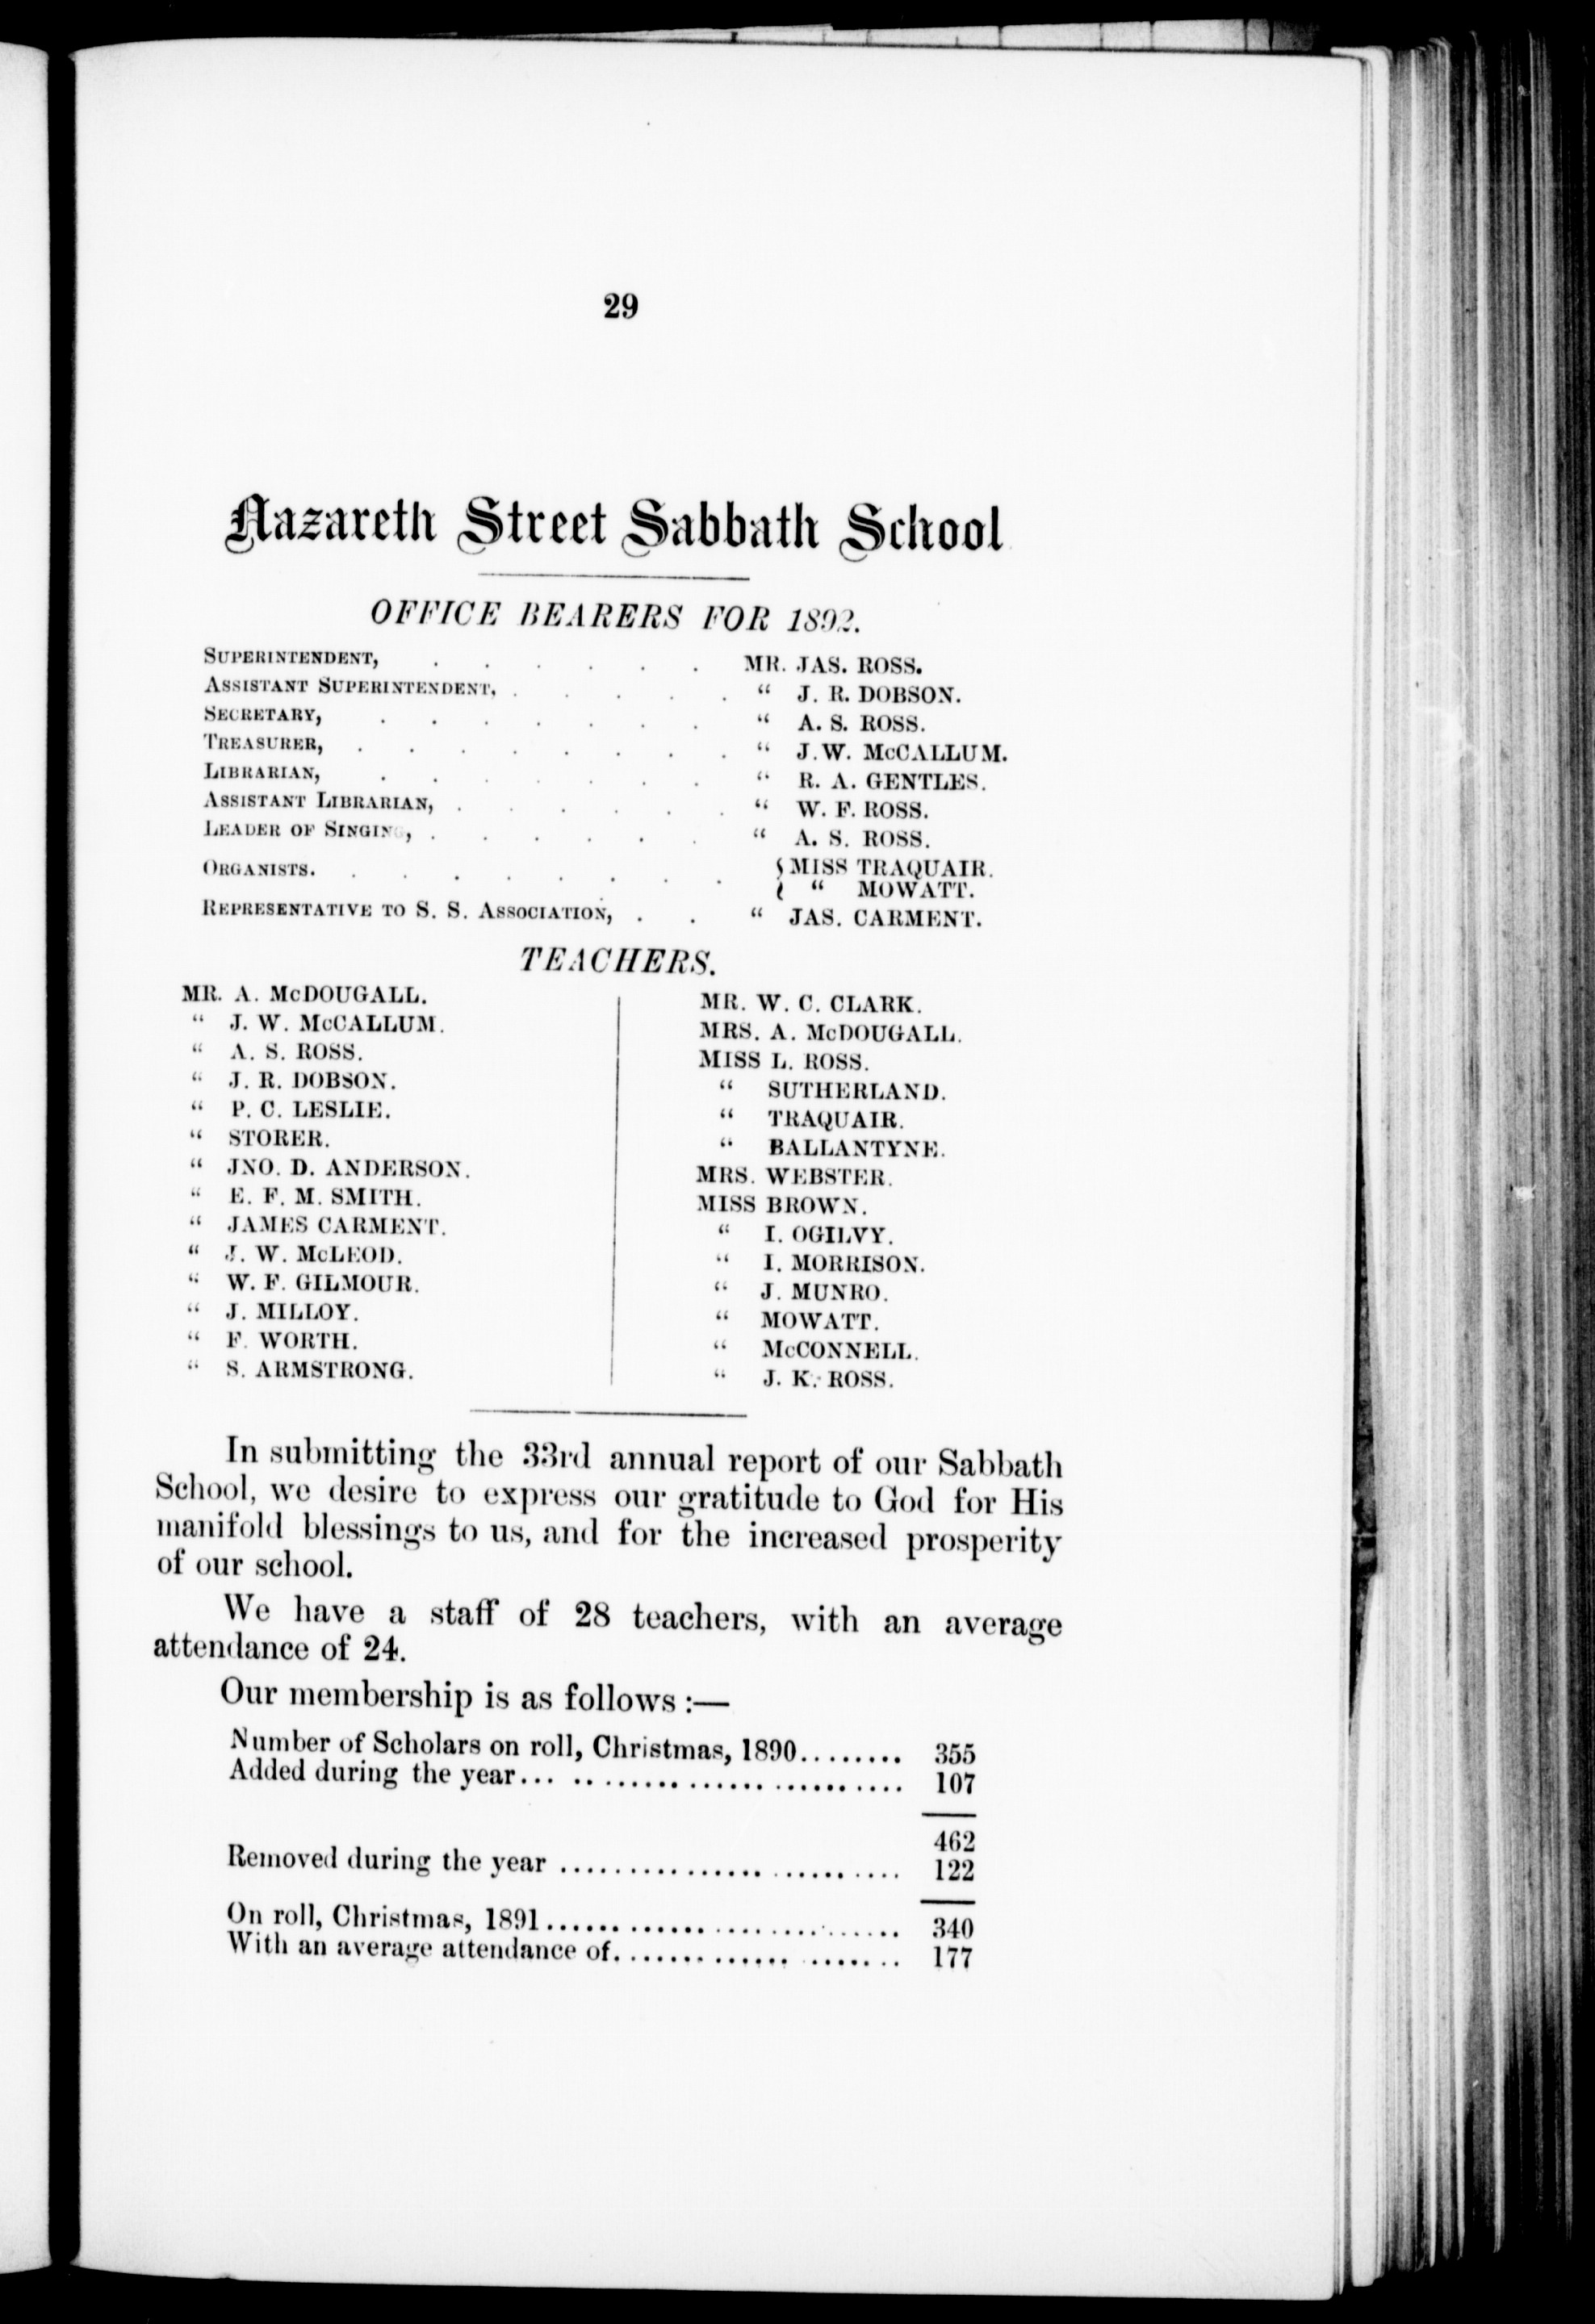 29
Nazareth Street Sabbath School
OFFICE BEARERS FOR 1892.
SUPERINTENDENT, . . . . . . MR. JAS. ROSS.
ASSISTANT SUPERINTENDENT, . . . . . “ J. R. DOBSON.
SECRETARY, . . . . . . . “ A. S. ROSS.
TREASURER, . . . . . . . . “ J. W. McCALLUM.
LIBRARIAN, . . . . . . . “ R. A. GENTLES.
ASSISTANT LIBRARIAN, . . . . . . “ W. F. ROSS.
LEADER OF SINGING, . . . . . . “ A. S. ROSS.
ORGANISTS. . . . . . . . . { MISS TRAQUAIR.
“ MOWATT.
REPRESENTATIVE TO S. S. ASSOCIATION, . . “ JAS. CARMENT.
TEACHERS.
MR. A. McDOUGALL.
“ J. W. McCALLUM.
“ A. S. ROSS.
“ J. R. DOBSON.
“ P. C. LESLIE.
“ STORER.
“ JNO. D. ANDERSON.
“ E. F. M. SMITH.
“ JAMES CARMENT.
“ J. W. McLEOD.
“ W. F. GILMOUR.
“ J. MILLOY.
“ F. WORTH.
“ S. ARMSTRONG.
MR. W. C. CLARK.
MRS. A. McDOUGALL.
MISS L. ROSS.
“ SUTHERLAND.
“ TRAQUAIR.
“ BALLANTYNE.
MRS. WEBSTER.
MISS BROWN.
“ I. OGILVY.
“ I. MORRISON.
“ J. MUNRO.
“ MOWATT.
“ McCONNELL.
“ J. K. ROSS.
In submitting the 33rd annual report of our Sabbath
School, we desire to express our gratitude to God for His
manifold blessings to us, and for the increased prosperity
of our school.
We have a staff of 28 teachers, with an average
attendance of 24.
Our membership is as follows :—
Number of Scholars on roll, Christmas, 1890........ 355
Added during the year... .......................... 107
462
Removed during the year .......................... 122
On roll, Christmas, 1891.......................... 340
With an average attendance of..................... 177